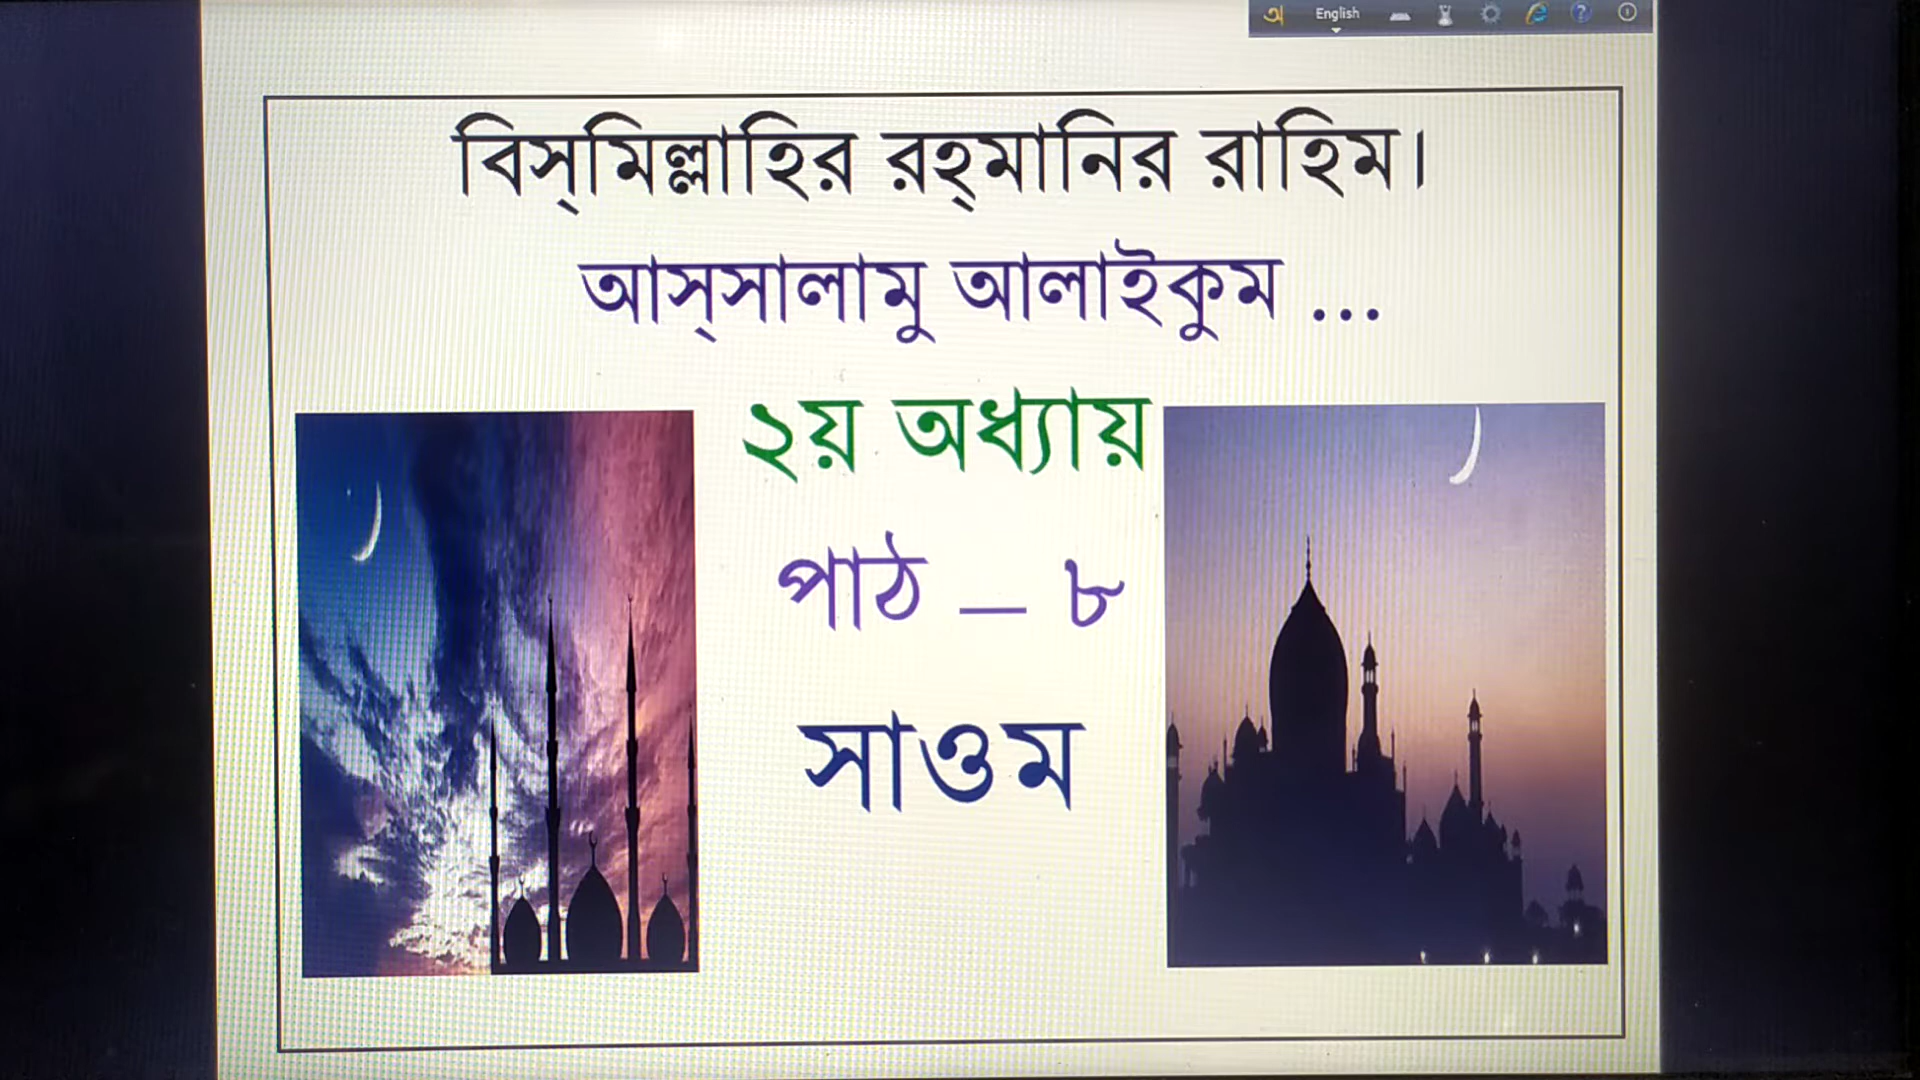 অ English
বিস্‌মিল্লাহির রহ্‌মানির রাহিম।
আস্‌সালামু আলাইকুম ...
২য় অধ্যায়
পাঠ – ৮
সাওম